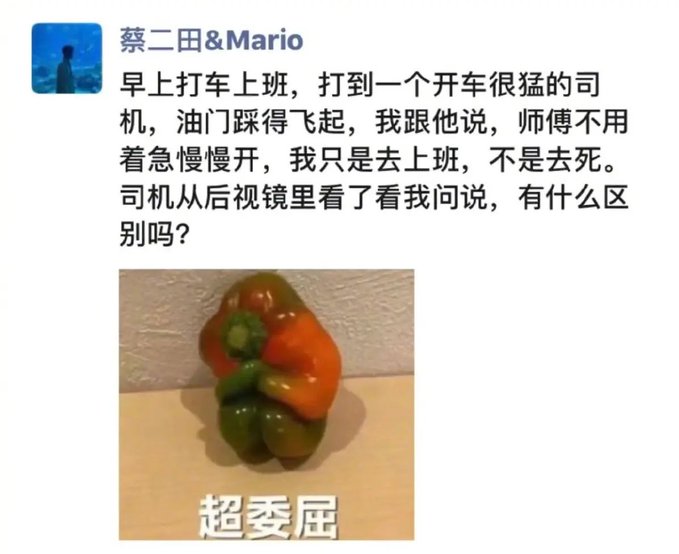 蔡二田&Mario
早上打车上班，打到一个开车很猛的司
机，油门踩得飞起，我跟他说，师傅不用
着急慢慢开，我只是去上班，不是去死。
司机从后视镜里看了看我问说，有什么区
别吗？
超委屈